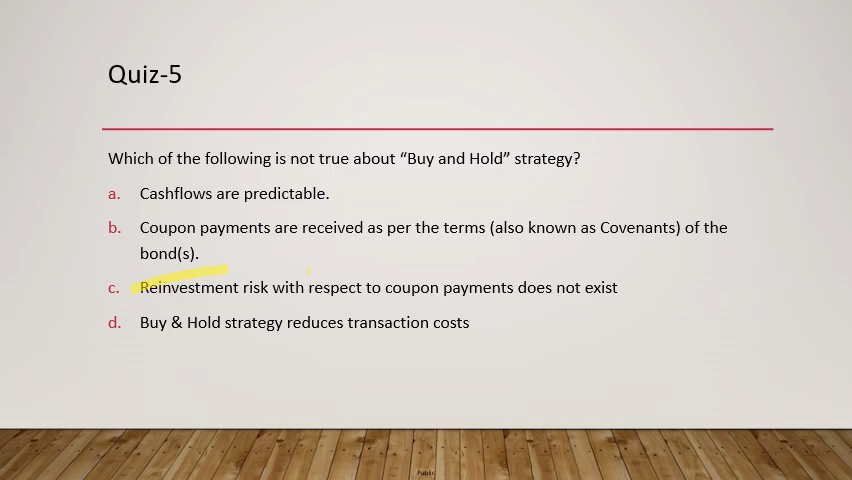 Quiz-5
Which of the following is not true about “Buy and Hold” strategy?
a. Cashflows are predictable.
b. Coupon payments are received as per the terms (also known as Covenants) of the
bond(s).
c. Reinvestment risk with respect to coupon payments does not exist
d. Buy & Hold strategy reduces transaction costs
Public